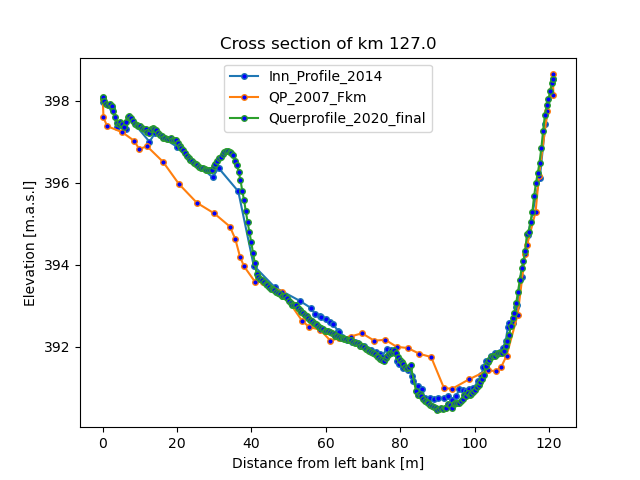 Cross section of km 127.0
Inn_Profile_2014
QP_2007_Fkm
Querprofile_2020_final
Elevation [m.a.s.l]
398
396
394
392
0
20
40
60
80
100
120
Distance from left bank [m]